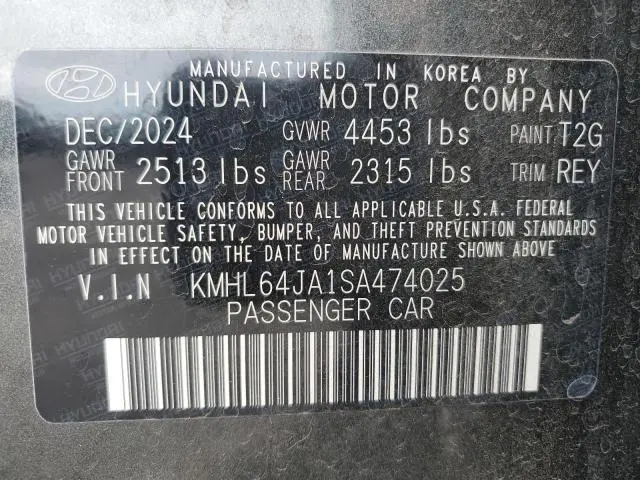 MANUFACTURED IN KOREA BY
HYUNDAI MOTOR COMPANY
DEC/2024 GVWR 4453 lbs PAINT T2G
GAWR FRONT 2513 lbs GAWR REAR 2315 lbs TRIM REY
THIS VEHICLE CONFORMS TO ALL APPLICABLE U.S.A. FEDERAL
MOTOR VEHICLE SAFETY, BUMPER, AND THEFT PREVENTION STANDARDS
IN EFFECT ON THE DATE OF MANUFACTURE SHOWN ABOVE.
V.I.N KMHL64JA1SA474025
PASSENGER CAR